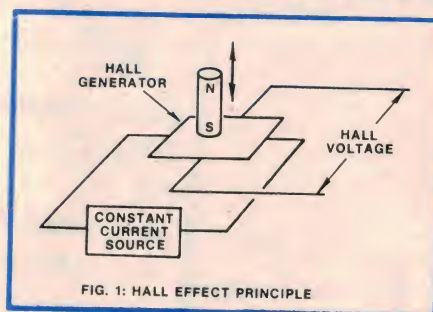 HALL
GENERATOR
N
S
HALL
VOLTAGE
CONSTANT
CURRENT
SOURCE
FIG. 1: HALL EFFECT PRINCIPLE